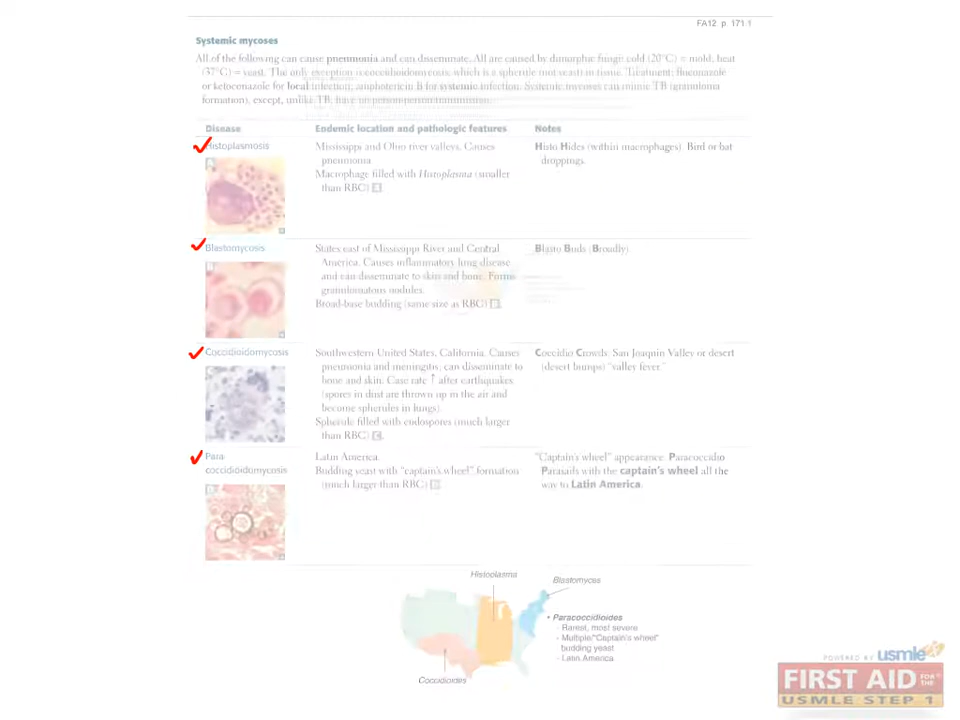 FA12 p. 171.1
Systemic mycoses
All of the following can cause pneumonia and can disseminate. All are caused by dimorphic fungi: cold (20°C) = mold; heat
(37°C) = yeast. The only exception is coccidioidomycosis, which is a spherule (not yeast) in tissue. Treatment: fluconazole
or ketoconazole for local infection; amphotericin B for systemic infection. Systemic mycoses can mimic TB (granuloma
formation), except, unlike TB, have no person-person transmission.
Disease Endemic location and pathologic features Notes
Histoplasmosis Mississippi and Ohio river valleys. Causes Histo Hides (within macrophages). Bird or bat
pneumonia. droppings.
Macrophage filled with Histoplasma (smaller
than RBC) A.
A
Blastomycosis States east of Mississippi River and Central Blasto Buds (Broadly)
America. Causes inflammatory lung disease
and can disseminate to skin and bone. Forms
granulomatous nodules.
Broad-base budding (same size as RBC) B.
B
Coccidioidomycosis Southwestern United States, California. Causes Coccidio Crowds: San Joaquin Valley or desert
pneumonia and meningitis; can disseminate to (desert bumps) "valley fever."
bone and skin. Case rate ↑ after earthquakes
(spores in dust are thrown up in the air and
become spherules in lungs).
Spherule filled with endospores (much larger
than RBC) C.
Para- Latin America. "Captain's wheel" appearance. Paracoccidio
coccidioidomycosis Budding yeast with "captain's wheel" formation Parasails with the captain's wheel all the
(much larger than RBC) D. way to Latin America.
D
Histoplasma
Blastomyces
• Paracoccidioides
- Rarest, most severe
- Multiple/"Captain's wheel"
budding yeast
- Latin America
Coccidioides
POWERED BY usmle
FIRST AID FOR THE
USMLE STEP 1